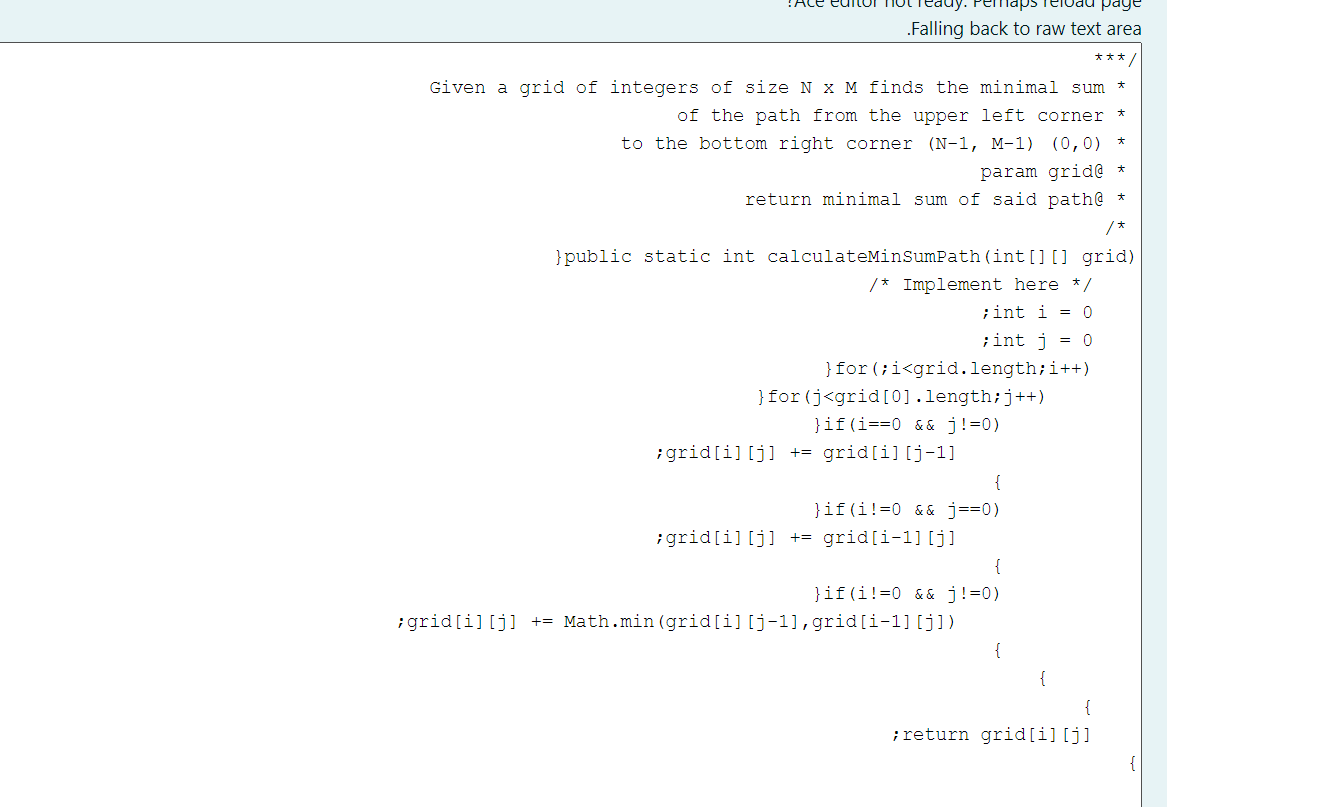 !Ace editor not ready. Perhaps reload page
.Falling back to raw text area
***/
Given a grid of integers of size N x M finds the minimal sum *
of the path from the upper left corner *
to the bottom right corner (N-1, M-1) (0,0) *
param grid@ *
return minimal sum of said path@ *
/*
}public static int calculateMinSumPath(int[][] grid)
/* Implement here */
;int i = 0
;int j = 0
}for(;i<grid.length;i++)
}for(j<grid[0].length;j++)
}if(i==0 && j!=0)
;grid[i][j] += grid[i][j-1]
{
}if(i!=0 && j==0)
;grid[i][j] += grid[i-1][j]
{
}if(i!=0 && j!=0)
;grid[i][j] += Math.min(grid[i][j-1],grid[i-1][j])
{
{
{
;return grid[i][j]
{